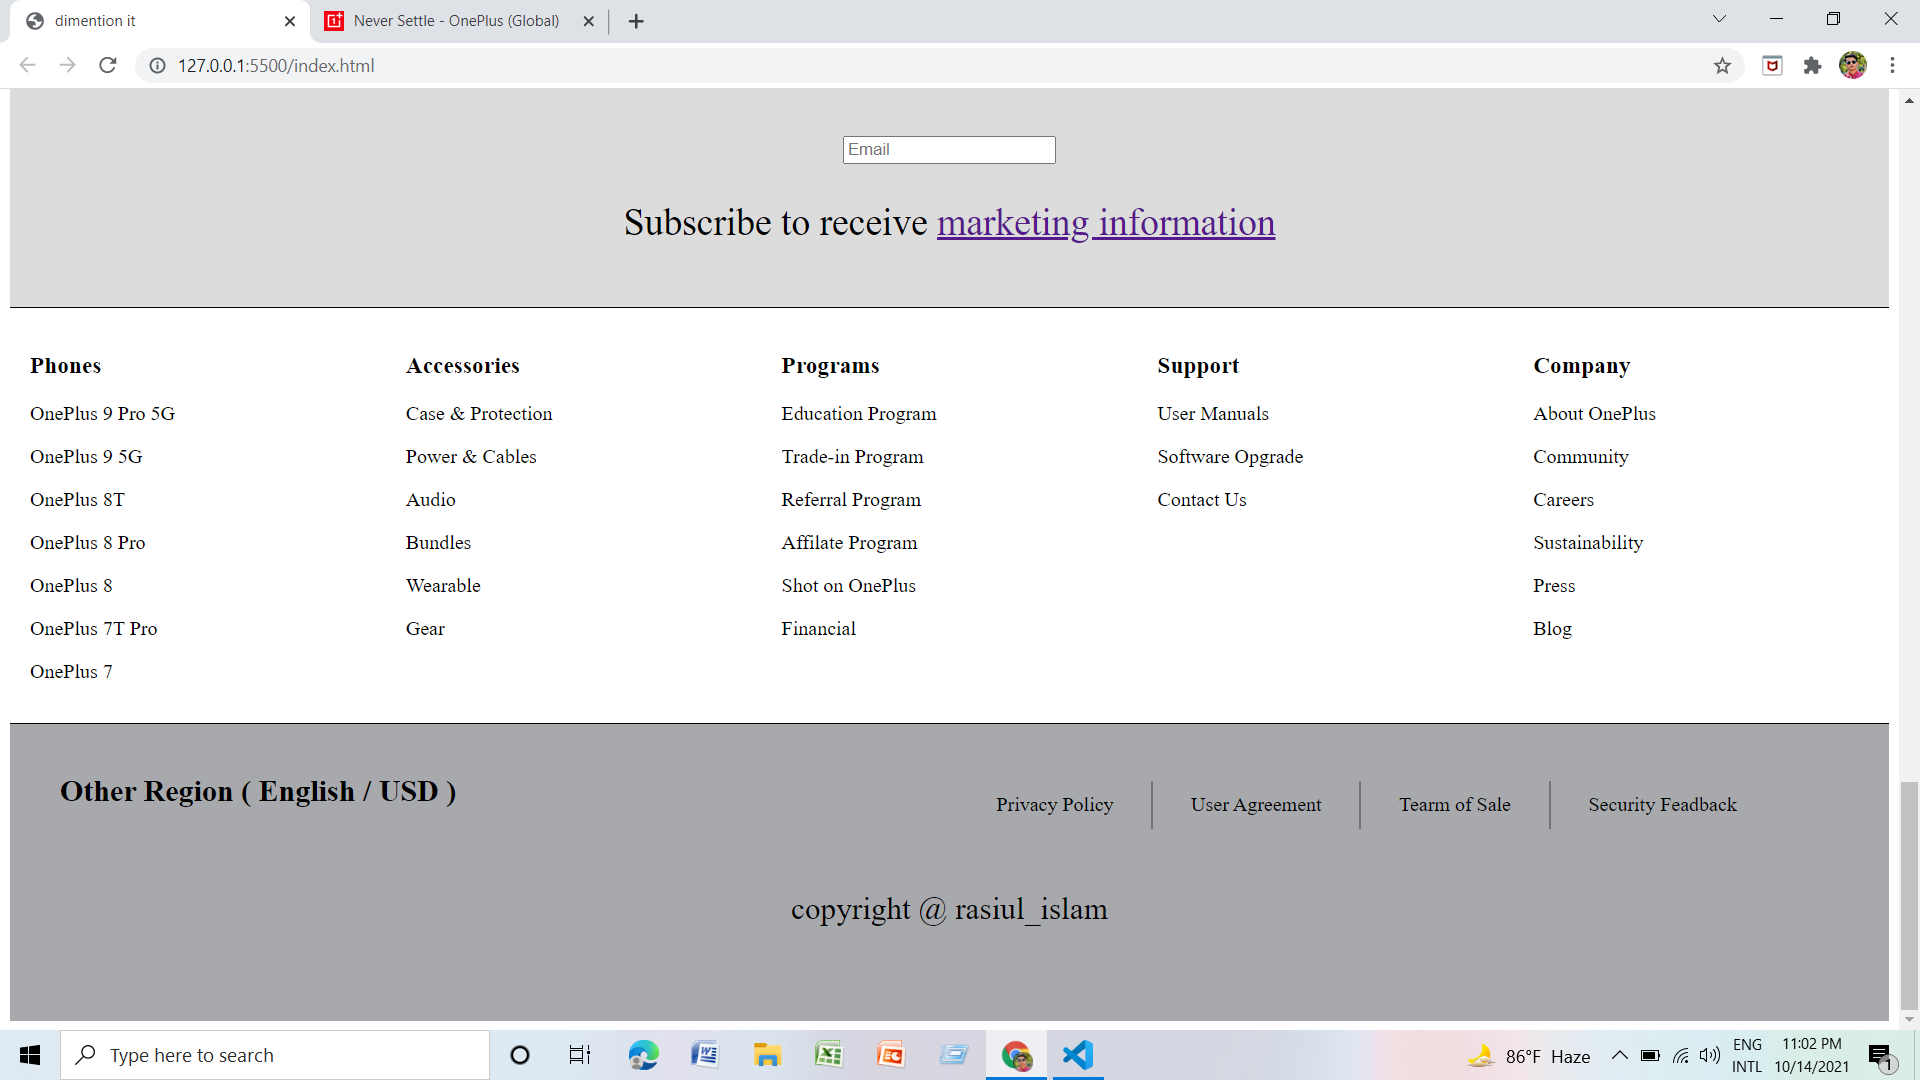 dimention it
Never Settle - OnePlus (Global)
127.0.0.1:5500/index.html
Email
Subscribe to receive marketing information
Phones
OnePlus 9 Pro 5G
OnePlus 9 5G
OnePlus 8T
OnePlus 8 Pro
OnePlus 8
OnePlus 7T Pro
OnePlus 7
Accessories
Case & Protection
Power & Cables
Audio
Bundles
Wearable
Gear
Programs
Education Program
Trade-in Program
Referral Program
Affilate Program
Shot on OnePlus
Financial
Support
User Manuals
Software Opgrade
Contact Us
Company
About OnePlus
Community
Careers
Sustainability
Press
Blog
Other Region ( English / USD )
Privacy Policy
User Agreement
Tearm of Sale
Security Feadback
copyright @ rasiul_islam
Type here to search
86°F Haze
ENG
INTL
11:02 PM
10/14/2021
1